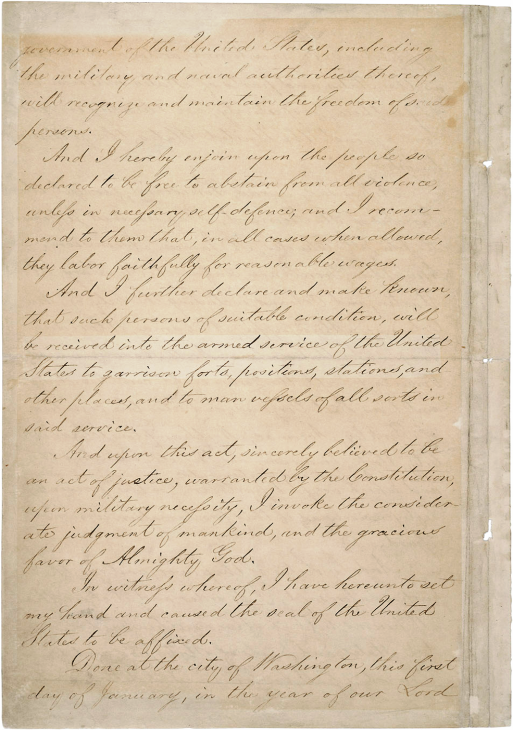 government of the United States, including
the military and naval authorities thereof,
will recognize and maintain the freedom of said
persons.
And I hereby enjoin upon the people so
declared to be free to abstain from all violence,
unless in necessary self-defence; and I recom-
mend to them that, in all cases when allowed,
they labor faithfully for reasonable wages.
And I further declare and make known,
that such persons of suitable condition, will
be received into the armed service of the United
States to garrison forts, positions, stations, and
other places, and to man vessels of all sorts in
said service.
And upon this act, sincerely believed to be
an act of justice, warranted by the Constitution,
upon military necessity, I invoke the consider-
ate judgment of mankind, and the gracious
favor of Almighty God.
In witness whereof, I have hereunto set
my hand and caused the seal of the United
States to be affixed.
Done at the city of Washington, this first
day of January, in the year of our Lord